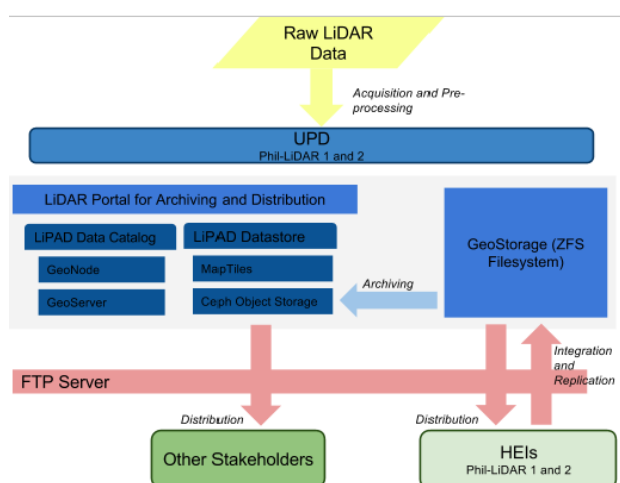 Raw LiDAR
Data
Acquisition and Pre-
processing
UPD
Phil-LiDAR 1 and 2
LiDAR Portal for Archiving and Distribution
LiPAD Data Catalog
LiPAD Datastore
GeoNode
MapTiles
GeoServer
Ceph Object Storage
Archiving
GeoStorage (ZFS
Filesystem)
Integration
and
Replication
FTP Server
Distribution
Distribution
Other Stakeholders
HEIs
Phil-LiDAR 1 and 2